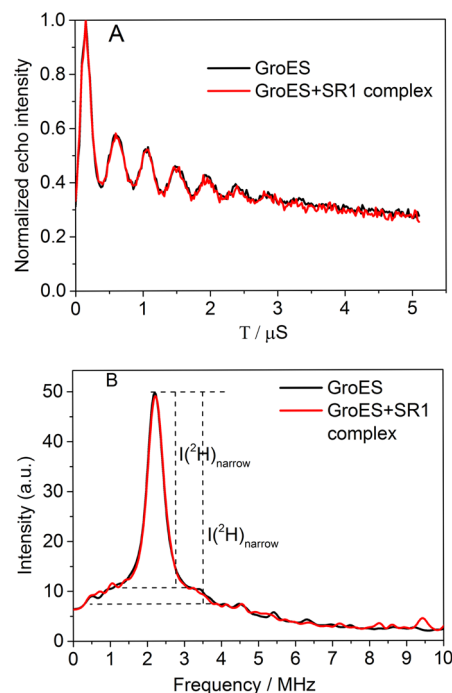 A
GroES
GroES+SR1 complex
Normalized echo intensity
1.0
0.8
0.6
0.4
0.2
0.0
0
1
2
3
4
5
T / μS
B
GroES
GroES+SR1
complex
I(²H)narrow
I(²H)narrow
Intensity (a.u.)
50
40
30
20
10
0
0 1 2 3 4 5 6 7 8 9 10
Frequency / MHz